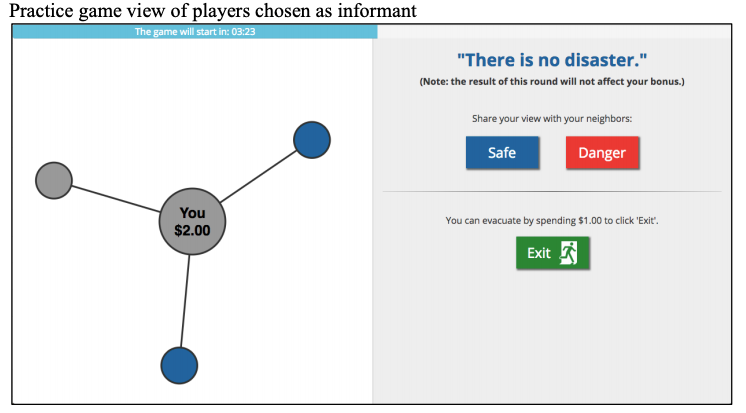 Practice game view of players chosen as informant
The game will start in: 03:23
"There is no disaster."
(Note: the result of this round will not affect your bonus.)
Share your view with your neighbors:
Safe
Danger
You
$2.00
You can evacuate by spending $1.00 to click 'Exit'.
Exit